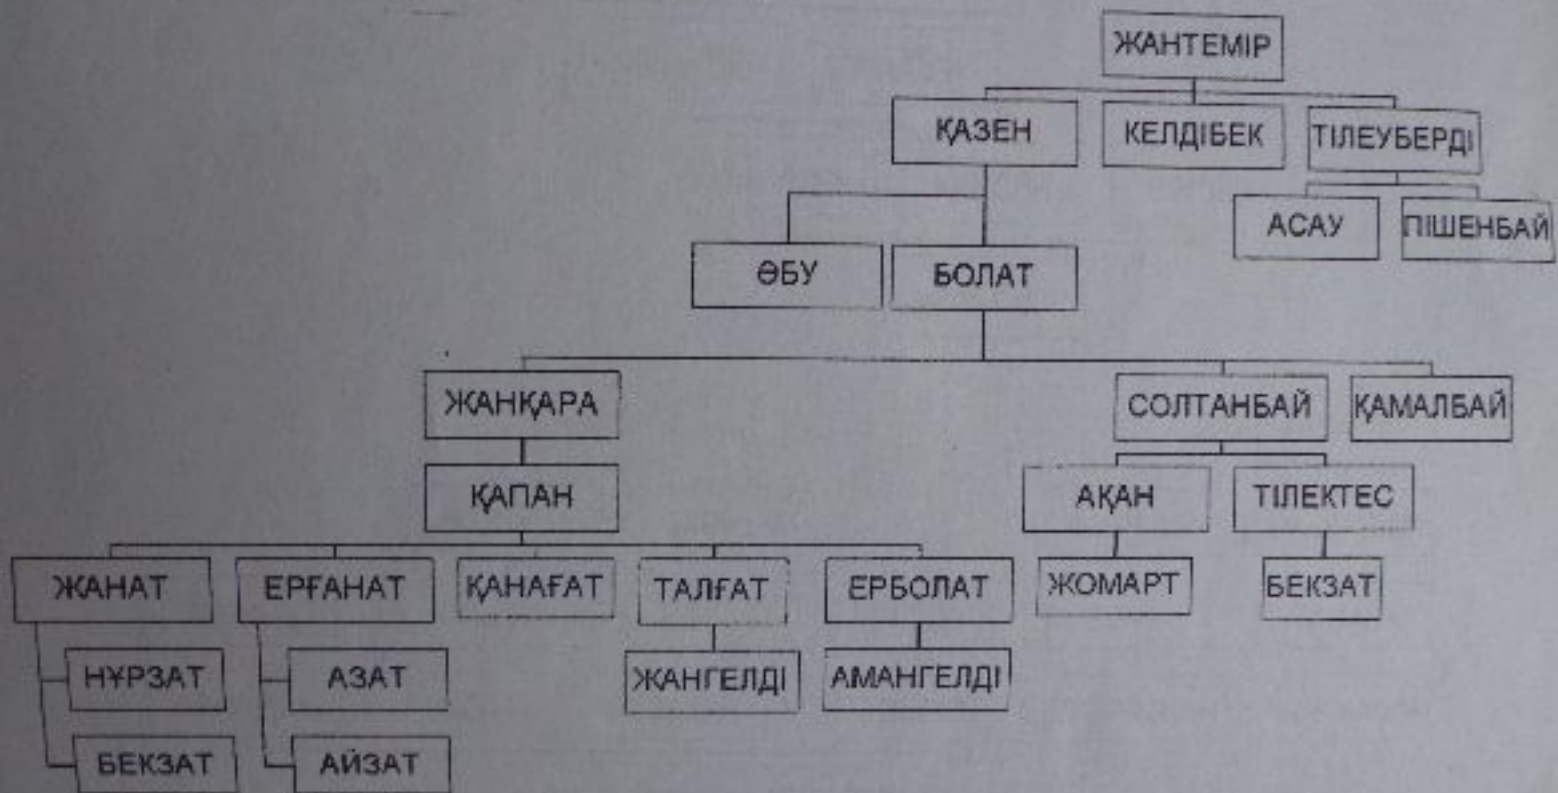 ЖАНТЕМІР
ҚАЗЕН КЕЛДІБЕК ТІЛЕУБЕРДІ
АСАУ ПІШЕНБАЙ
ӨБУ БОЛАТ
ЖАНҚАРА СОЛТАНБАЙ ҚАМАЛБАЙ
ҚАПАН АҚАН ТІЛЕКТЕС
ЖАНАТ ЕРҒАНАТ ҚАНАҒАТ ТАЛҒАТ ЕРБОЛАТ ЖОМАРТ БЕКЗАТ
НҰРЗАТ АЗАТ ЖАНГЕЛДІ АМАНГЕЛДІ
БЕКЗАТ АЙЗАТ